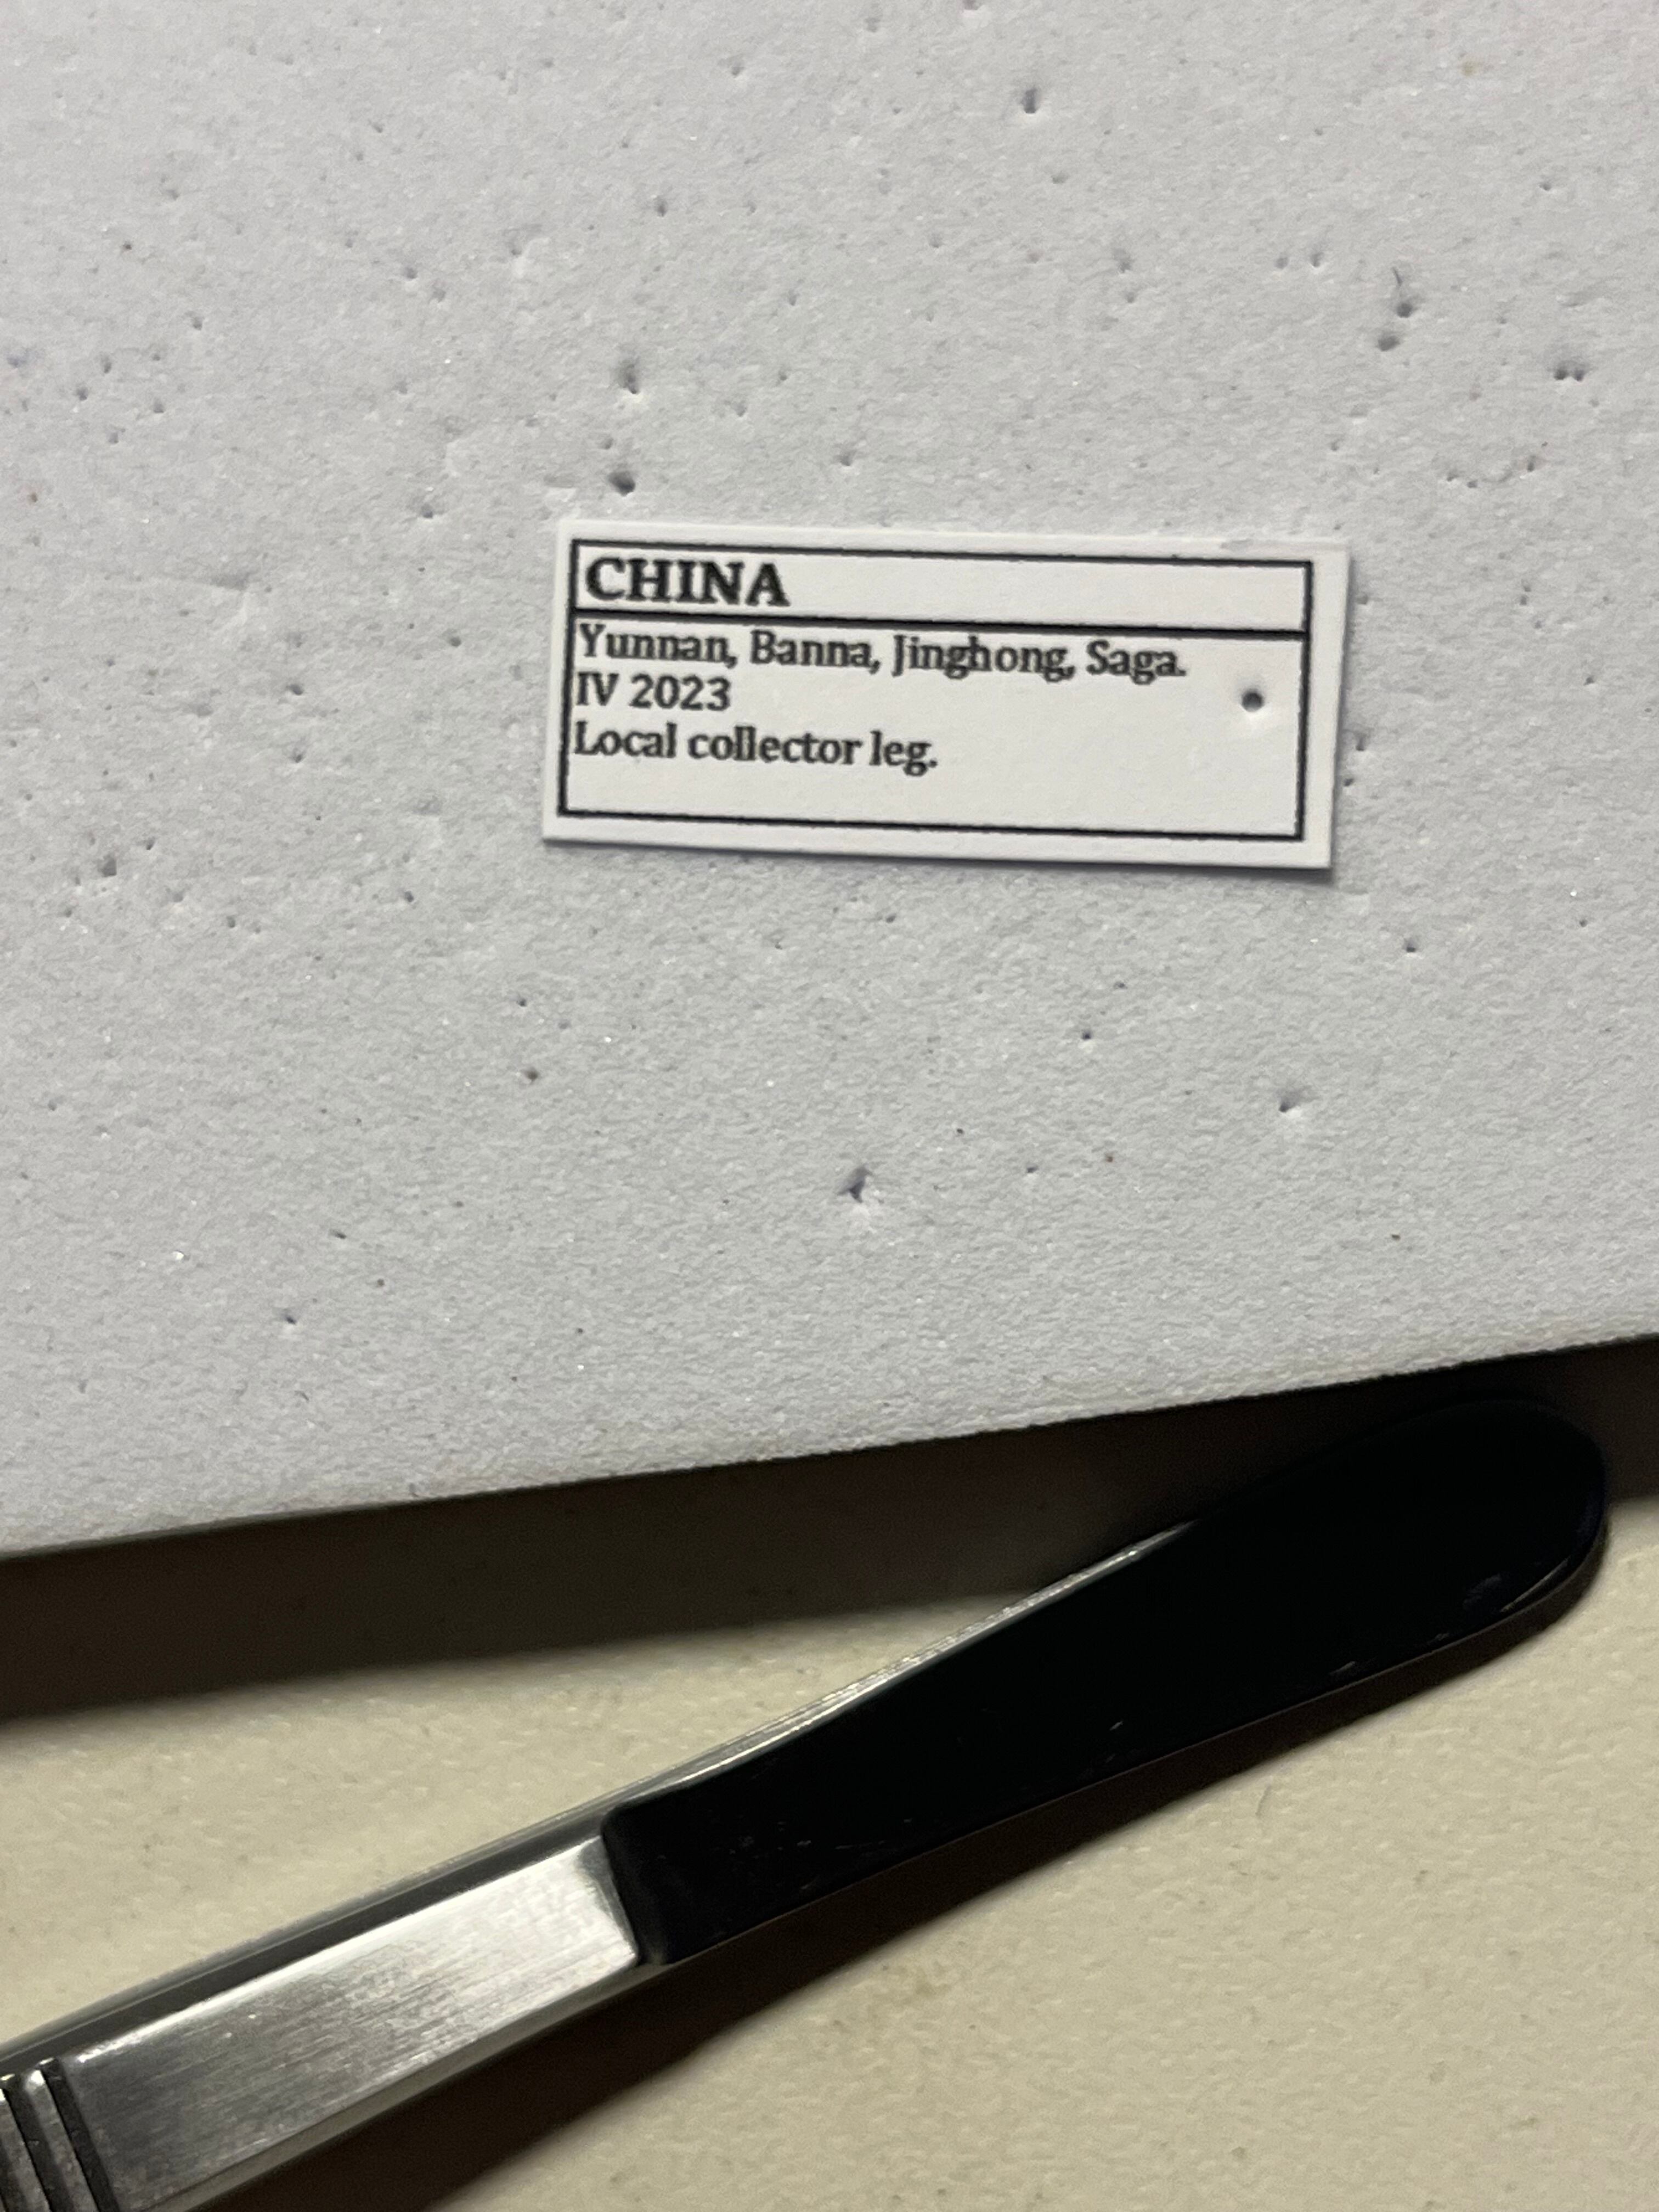 CHINA
Yunnan, Banna, Jinghong, Saga.
IV 2023
Local collector leg.